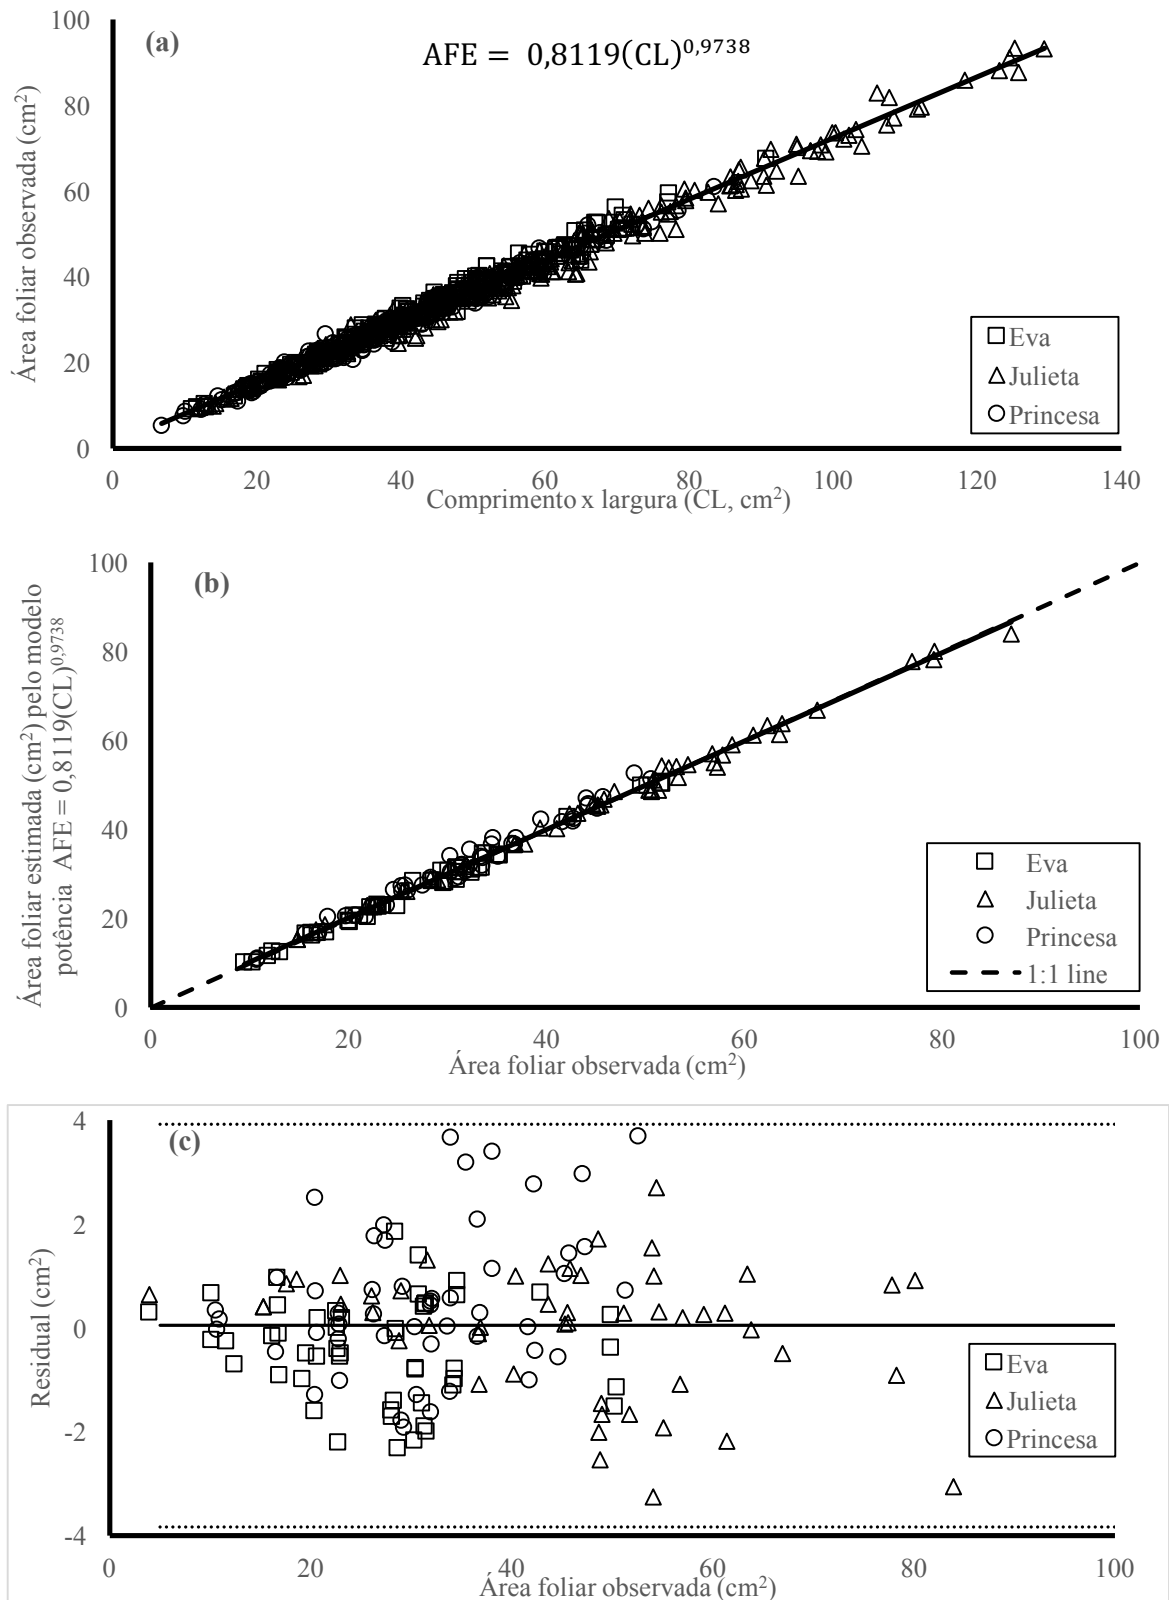 (a)
AFE = 0,8119(CL)^0,9738
Área foliar observada (cm²)
100
80
60
40
20
0
0 20 40 60 80 100 120 140
Comprimento x largura (CL, cm²)
Eva
Julieta
Princesa
(b)
Área foliar estimada (cm²) pelo modelo
potência AFE = 0,8119(CL)^0,9738
100
80
60
40
20
0
0 20 40 60 80 100
Área foliar observada (cm²)
Eva
Julieta
Princesa
1:1 line
(c)
Residual (cm²)
4
2
0
-2
-4
0 20 40 60 80 100
Área foliar observada (cm²)
Eva
Julieta
Princesa